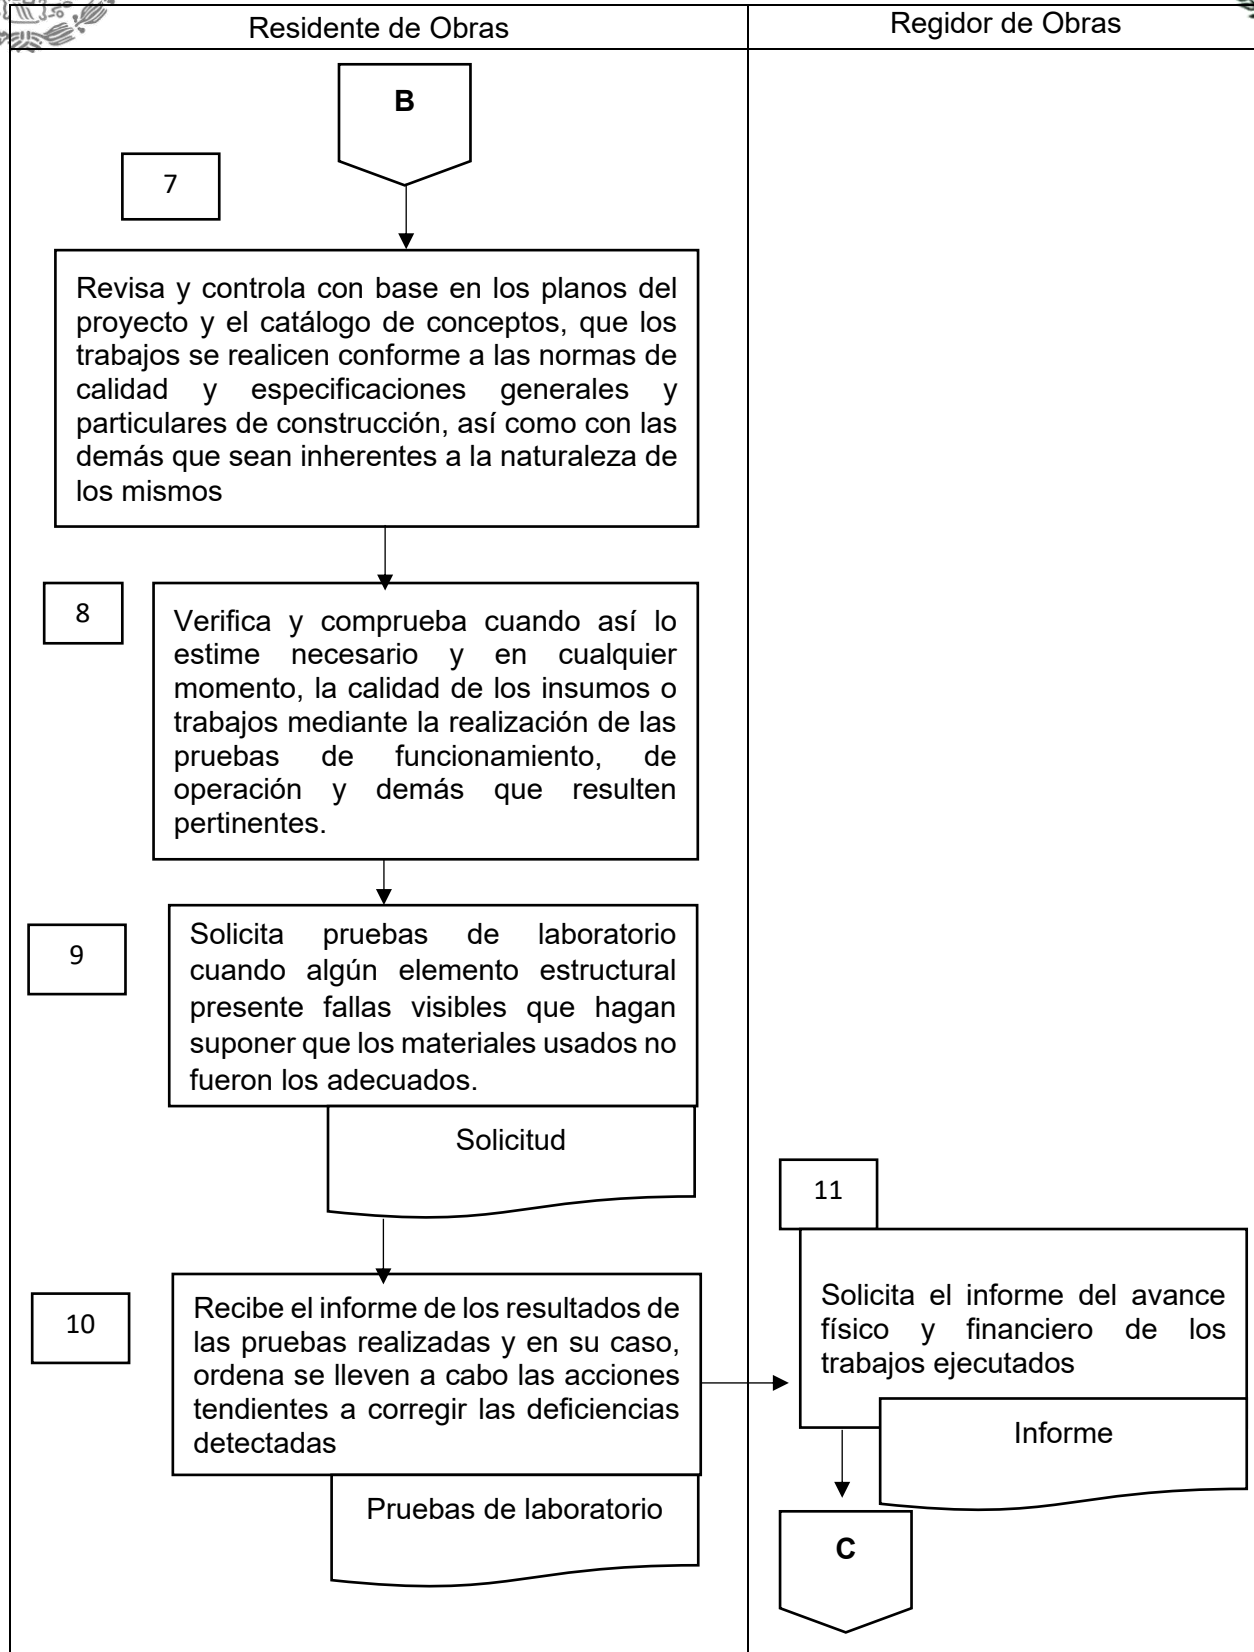 Residente de Obras
Regidor de Obras
B
7
Revisa y controla con base en los planos del
proyecto y el catálogo de conceptos, que los
trabajos se realicen conforme a las normas de
calidad y especificaciones generales y
particulares de construcción, así como con las
demás que sean inherentes a la naturaleza de
los mismos
8
Verifica y comprueba cuando así lo
estime necesario y en cualquier
momento, la calidad de los insumos o
trabajos mediante la realización de las
pruebas de funcionamiento, de
operación y demás que resulten
pertinentes.
9
Solicita pruebas de laboratorio
cuando algún elemento estructural
presente fallas visibles que hagan
suponer que los materiales usados no
fueron los adecuados.
Solicitud
10
Recibe el informe de los resultados de
las pruebas realizadas y en su caso,
ordena se lleven a cabo las acciones
tendientes a corregir las deficiencias
detectadas
Pruebas de laboratorio
11
Solicita el informe del avance
físico y financiero de los
trabajos ejecutados
Informe
C